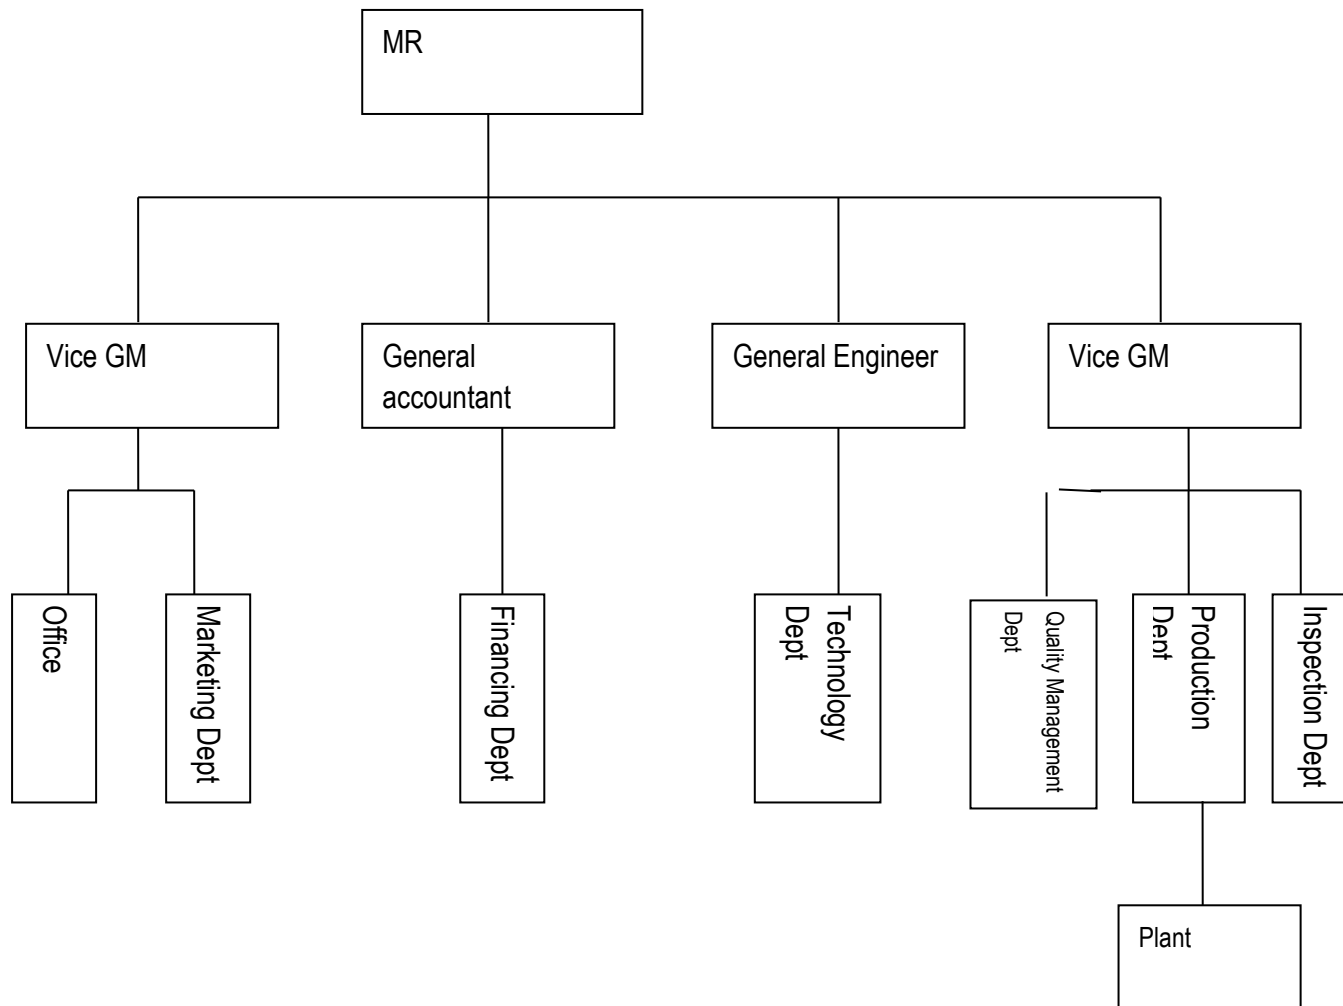 MR
Vice GM
General
accountant
General Engineer
Vice GM
Office
Marketing Dept
Financing Dept
Technology
Dept
Quality Management
Dept
Production
Dept
Inspection Dept
Plant